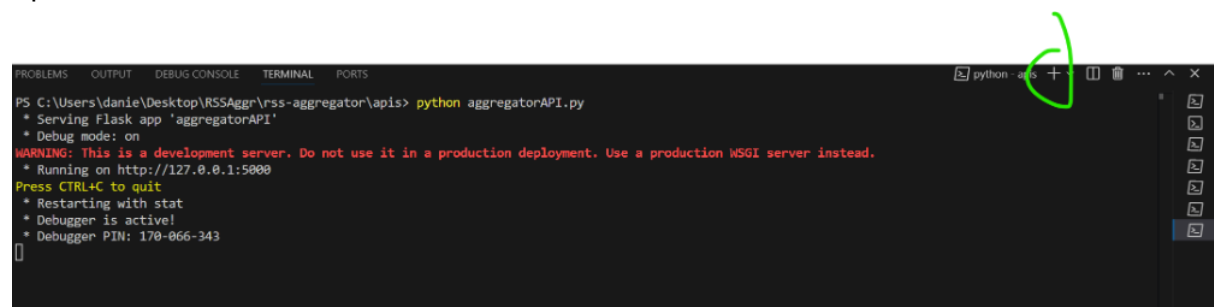 PROBLEMS OUTPUT DEBUG CONSOLE TERMINAL PORTS python - apis
PS C:\Users\danie\Desktop\RSSAggr\rss-aggregator\apis> python aggregatorAPI.py
* Serving Flask app 'aggregatorAPI'
* Debug mode: on
WARNING: This is a development server. Do not use it in a production deployment. Use a production WSGI server instead.
* Running on http://127.0.0.1:5000
Press CTRL+C to quit
* Restarting with stat
* Debugger is active!
* Debugger PIN: 170-066-343